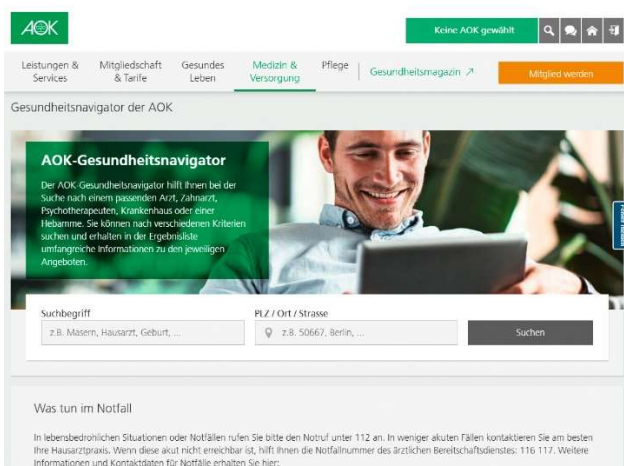 AOK
Keine AOK gewählt
Leistungen &
Services
Mitgliedschaft
& Tarife
Gesundes
Leben
Medizin &
Versorgung
Pflege
Gesundheitsmagazin
Mitglied werden
Gesundheitsnavigator der AOK
AOK-Gesundheitsnavigator
Der AOK-Gesundheitsnavigator hilft Ihnen bei der
Suche nach einem passenden Arzt, Zahnarzt,
Psychotherapeuten, Krankenhaus oder einer
Hebamme. Sie können nach verschiedenen Kriterien
suchen und erhalten in der Ergebnisliste
umfangreiche Informationen zu den jeweiligen
Angeboten.
Suchbegriff
z.B. Masern, Hausarzt, Geburt, ...
PLZ / Ort / Strasse
z.B. 50667, Berlin, ...
Suchen
Was tun im Notfall
In lebensbedrohlichen Situationen oder Notfällen rufen Sie bitte den Notruf unter 112 an. In weniger akuten Fällen kontaktieren Sie am besten
Ihre Hausarztpraxis. Wenn diese akut nicht erreichbar ist, hilft Ihnen die Notfallnummer des ärztlichen Bereitschaftsdienstes: 116 117. Weitere
Informationen und Kontaktdaten für Notfälle erhalten Sie hier: